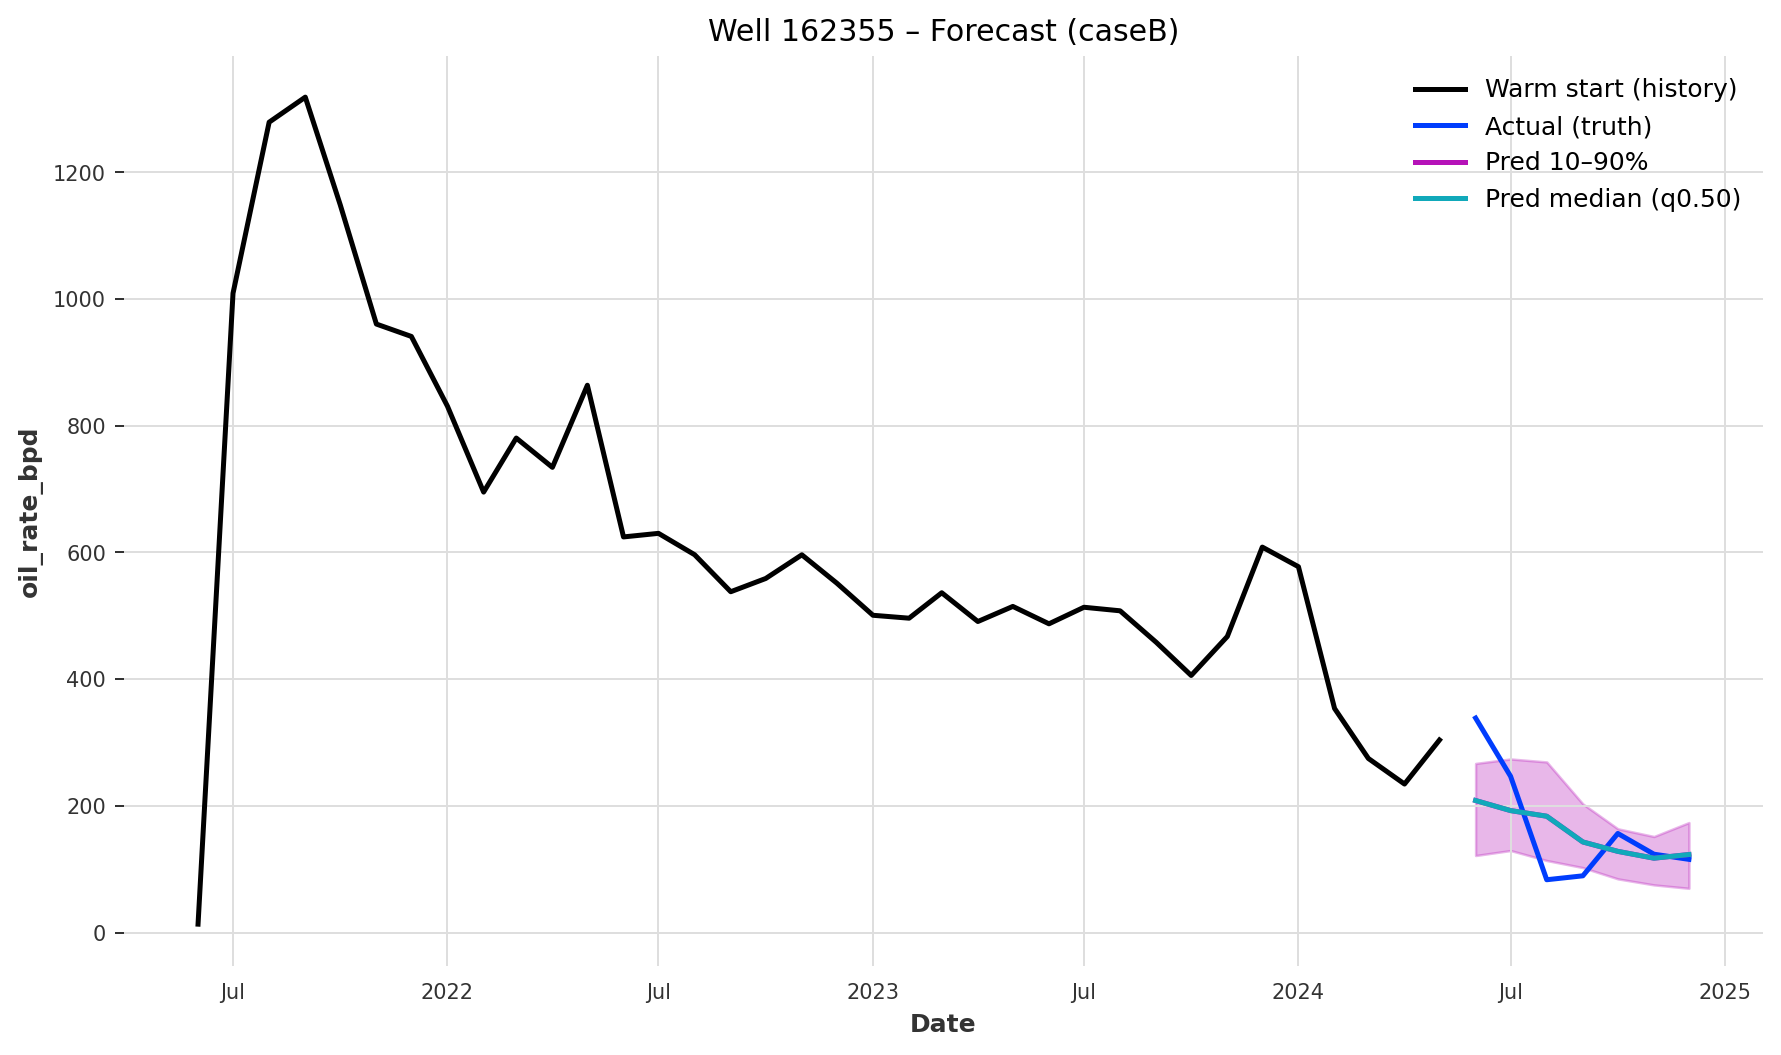 Well 162355 – Forecast (caseB)
Warm start (history)
Actual (truth)
Pred 10–90%
Pred median (q0.50)
oil_rate_bpd
1200
1000
800
600
400
200
0
Jul
2022
Jul
2023
Jul
2024
Jul
2025
Date